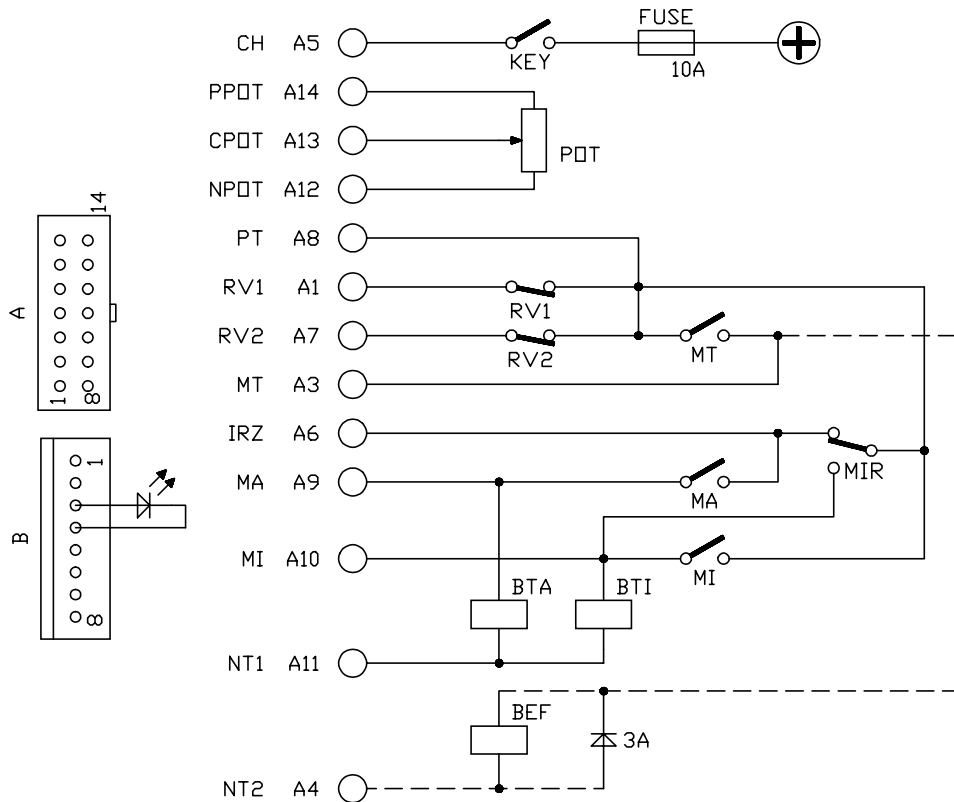 FUSE
CH A5
KEY
10A
PPOT A14
CPOT A13
POT
NPOT A12
14
PT A8
RV1 A1
RV1
A
RV2 A7
RV2
MT
MT A3
1 8
IRZ A6
MIR
1
MA A9
MA
B
MI A10
MI
BTA BTI
8
NT1 A11
BEF
3A
NT2 A4